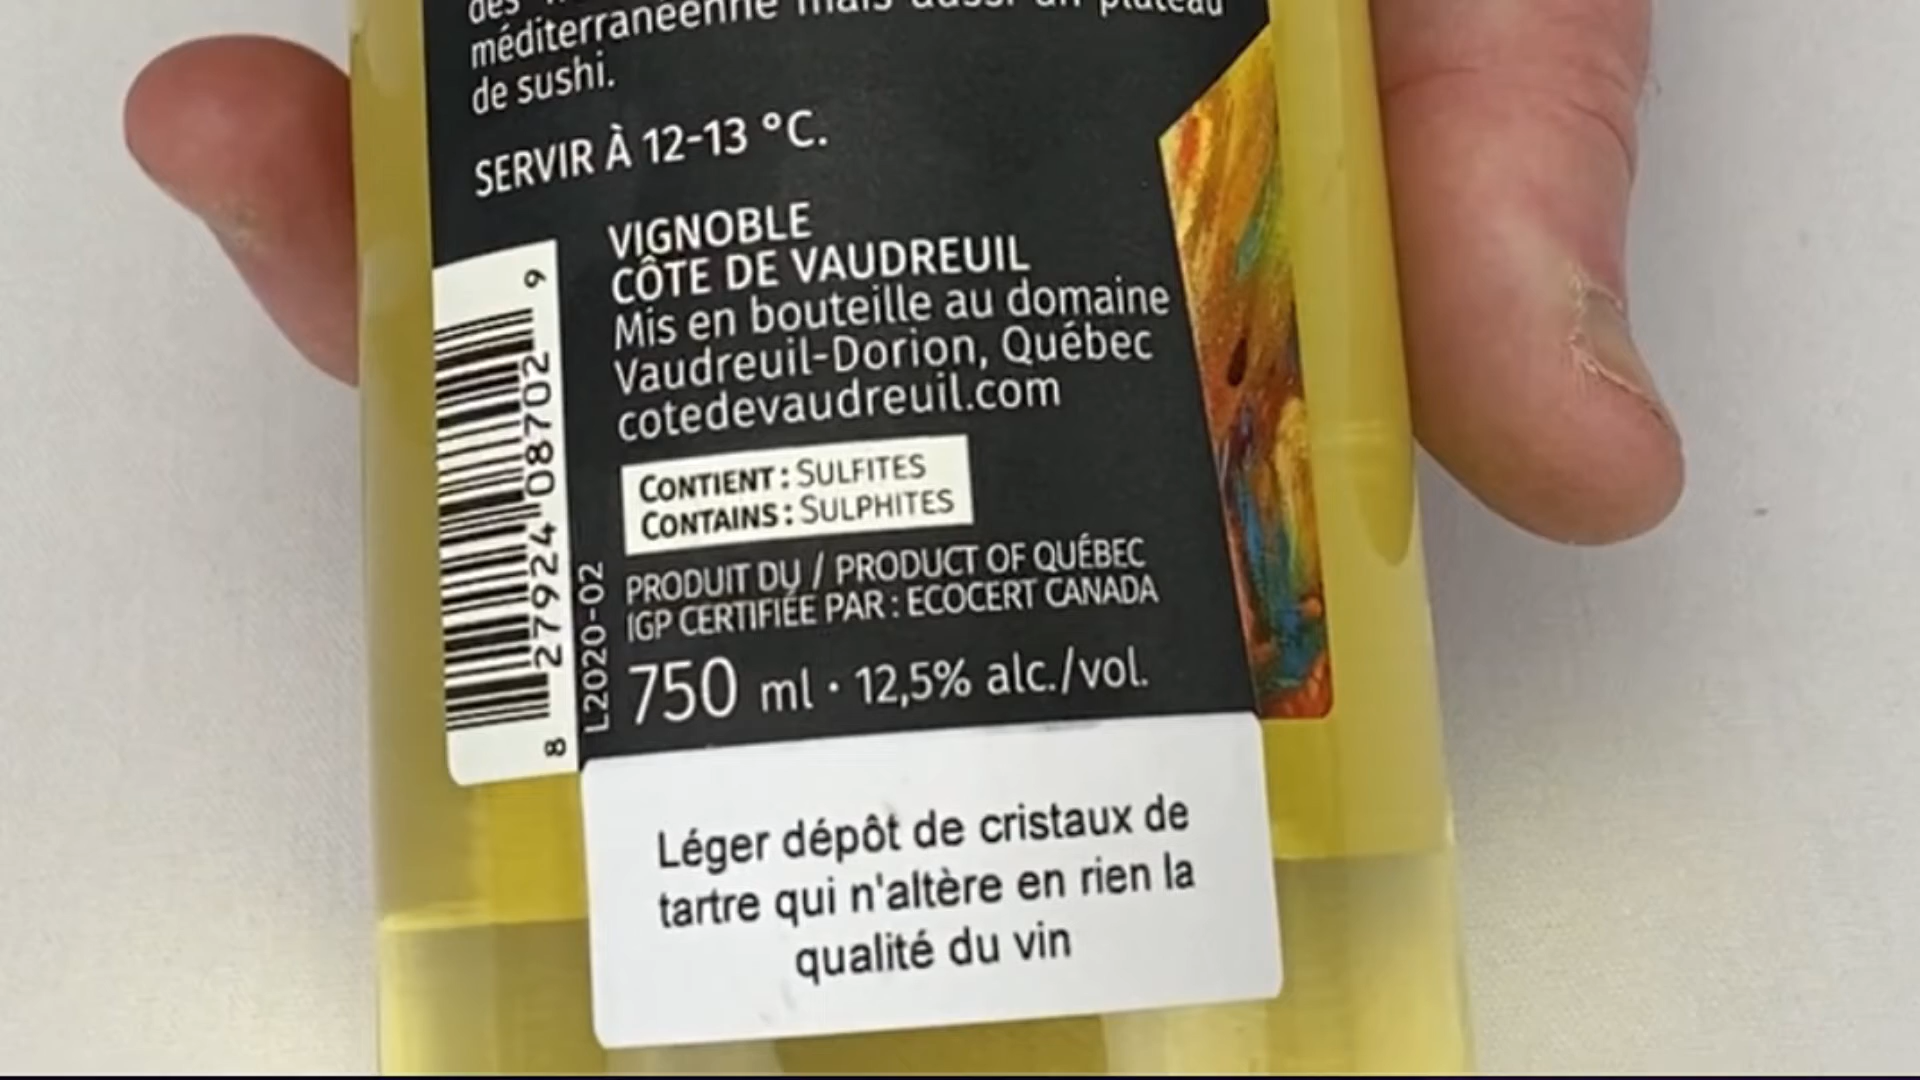 des
méditerranéenne mais aussi un plateau
de sushi.
SERVIR À 12-13 °C.
VIGNOBLE
CÔTE DE VAUDREUIL
Mis en bouteille au domaine
Vaudreuil-Dorion, Québec
cotedevaudreuil.com
CONTIENT : SULFITES
CONTAINS : SULPHITES
PRODUIT DU / PRODUCT OF QUÉBEC
IGP CERTIFIÉE PAR : ECOCERT CANADA
750 ml · 12,5% alc./vol.
L2020-02
8 27924 08702 9
Léger dépôt de cristaux de
tartre qui n'altère en rien la
qualité du vin